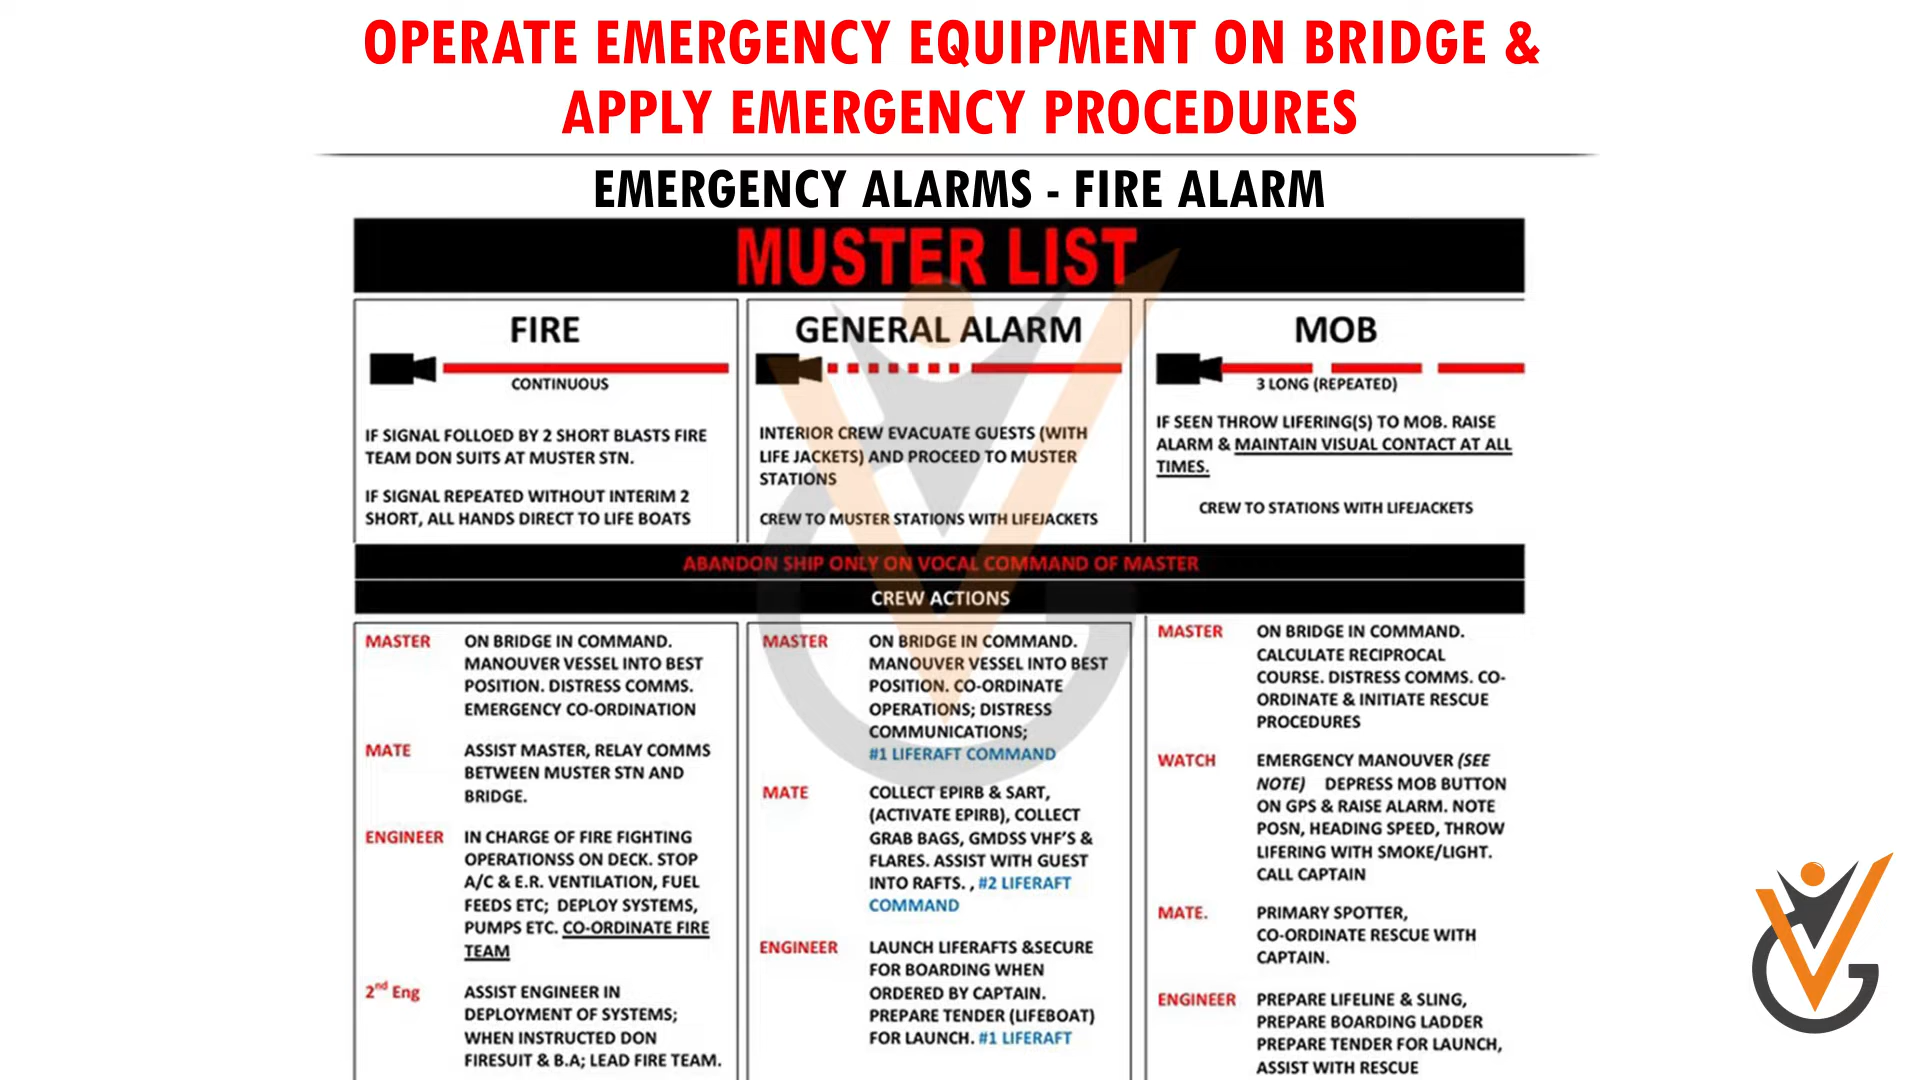 OPERATE EMERGENCY EQUIPMENT ON BRIDGE &
APPLY EMERGENCY PROCEDURES
EMERGENCY ALARMS - FIRE ALARM
MUSTER LIST
FIRE
CONTINUOUS
IF SIGNAL FOLLOED BY 2 SHORT BLASTS FIRE
TEAM DON SUITS AT MUSTER STN.
IF SIGNAL REPEATED WITHOUT INTERIM 2
SHORT, ALL HANDS DIRECT TO LIFE BOATS
GENERAL ALARM
INTERIOR CREW EVACUATE GUESTS (WITH
LIFE JACKETS) AND PROCEED TO MUSTER
STATIONS
CREW TO MUSTER STATIONS WITH LIFEJACKETS
MOB
3 LONG (REPEATED)
IF SEEN THROW LIFERING(S) TO MOB. RAISE
ALARM & MAINTAIN VISUAL CONTACT AT ALL
TIMES.
CREW TO STATIONS WITH LIFEJACKETS
ABANDON SHIP ONLY ON VOCAL COMMAND OF MASTER
CREW ACTIONS
MASTER ON BRIDGE IN COMMAND.
MANOUVER VESSEL INTO BEST
POSITION. DISTRESS COMMS.
EMERGENCY CO-ORDINATION
MATE ASSIST MASTER, RELAY COMMS
BETWEEN MUSTER STN AND
BRIDGE.
ENGINEER IN CHARGE OF FIRE FIGHTING
OPERATIONSS ON DECK. STOP
A/C & E.R. VENTILATION, FUEL
FEEDS ETC; DEPLOY SYSTEMS,
PUMPS ETC. CO-ORDINATE FIRE
TEAM
2nd Eng ASSIST ENGINEER IN
DEPLOYMENT OF SYSTEMS;
WHEN INSTRUCTED DON
FIRESUIT & B.A; LEAD FIRE TEAM.
MASTER ON BRIDGE IN COMMAND.
MANOUVER VESSEL INTO BEST
POSITION. CO-ORDINATE
OPERATIONS; DISTRESS
COMMUNICATIONS;
#1 LIFERAFT COMMAND
MATE COLLECT EPIRB & SART,
(ACTIVATE EPIRB), COLLECT
GRAB BAGS, GMDSS VHF'S &
FLARES. ASSIST WITH GUEST
INTO RAFTS. , #2 LIFERAFT
COMMAND
ENGINEER LAUNCH LIFERAFTS &SECURE
FOR BOARDING WHEN
ORDERED BY CAPTAIN.
PREPARE TENDER (LIFEBOAT)
FOR LAUNCH. #1 LIFERAFT
MASTER ON BRIDGE IN COMMAND.
CALCULATE RECIPROCAL
COURSE. DISTRESS COMMS. CO-
ORDINATE & INITIATE RESCUE
PROCEDURES
WATCH EMERGENCY MANOUVER (SEE
NOTE) DEPRESS MOB BUTTON
ON GPS & RAISE ALARM. NOTE
POSN, HEADING SPEED, THROW
LIFERING WITH SMOKE/LIGHT.
CALL CAPTAIN
MATE. PRIMARY SPOTTER,
CO-ORDINATE RESCUE WITH
CAPTAIN.
ENGINEER PREPARE LIFELINE & SLING,
PREPARE BOARDING LADDER
PREPARE TENDER FOR LAUNCH,
ASSIST WITH RESCUE